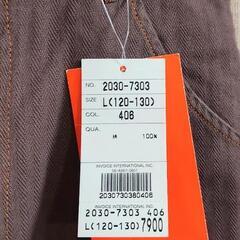 NO. 2030-7303
SIZE L(120-130)
COL. 406
QUA.
綿 100%
INVOICE INTERNATIONAL INC.
2030730380406
INVOICE INTERNATIONAL INC.
2030-7303 406
L(120-130) 7900